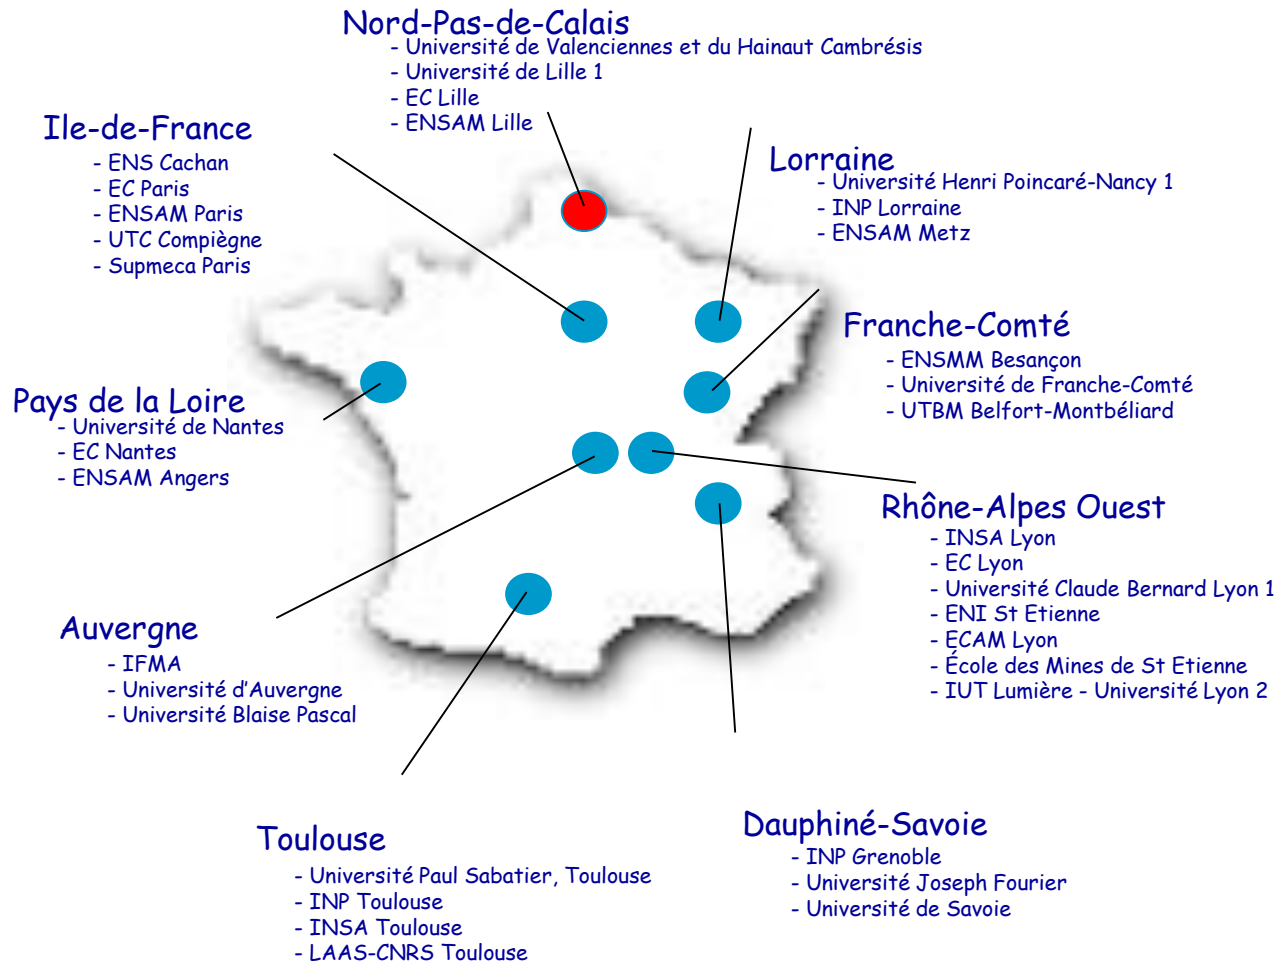 Nord-Pas-de-Calais
- Université de Valenciennes et du Hainaut Cambrésis
- Université de Lille 1
- EC Lille
- ENSAM Lille
Ile-de-France
- ENS Cachan
- EC Paris
- ENSAM Paris
- UTC Compiègne
- Supmeca Paris
Lorraine
- Université Henri Poincaré-Nancy 1
- INP Lorraine
- ENSAM Metz
Franche-Comté
- ENSMM Besançon
- Université de Franche-Comté
- UTBM Belfort-Montbéliard
Pays de la Loire
- Université de Nantes
- EC Nantes
- ENSAM Angers
Rhône-Alpes Ouest
- INSA Lyon
- EC Lyon
- Université Claude Bernard Lyon 1
- ENI St Etienne
- ECAM Lyon
- École des Mines de St Etienne
- IUT Lumière - Université Lyon 2
Auvergne
- IFMA
- Université d'Auvergne
- Université Blaise Pascal
Toulouse
- Université Paul Sabatier, Toulouse
- INP Toulouse
- INSA Toulouse
- LAAS-CNRS Toulouse
Dauphiné-Savoie
- INP Grenoble
- Université Joseph Fourier
- Université de Savoie